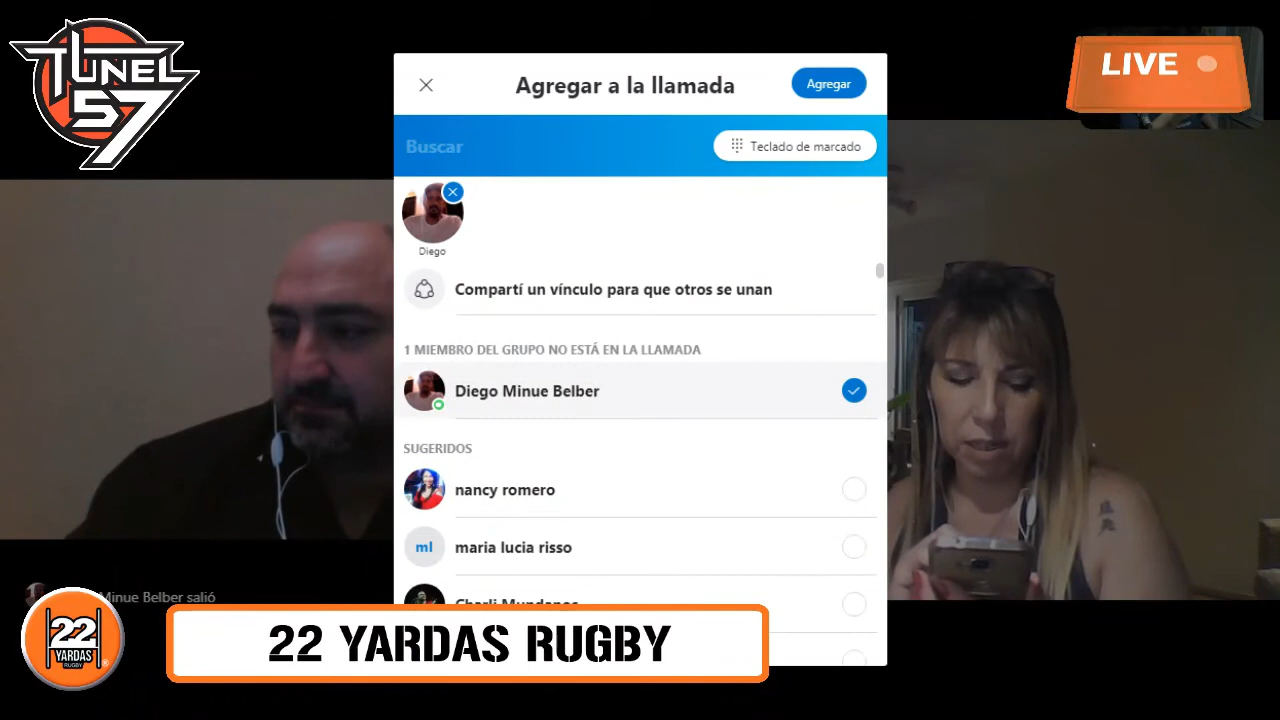 TUNEL
57
LIVE
Agregar a la llamada
Agregar
Buscar
Teclado de marcado
Diego
Compartí un vínculo para que otros se unan
1 MIEMBRO DEL GRUPO NO ESTÁ EN LA LLAMADA
Diego Minue Belber
SUGERIDOS
nancy romero
ml
maria lucia risso
Charli Mundanos
Minue Belber salió
22
YARDAS
RUGBY
22 YARDAS RUGBY